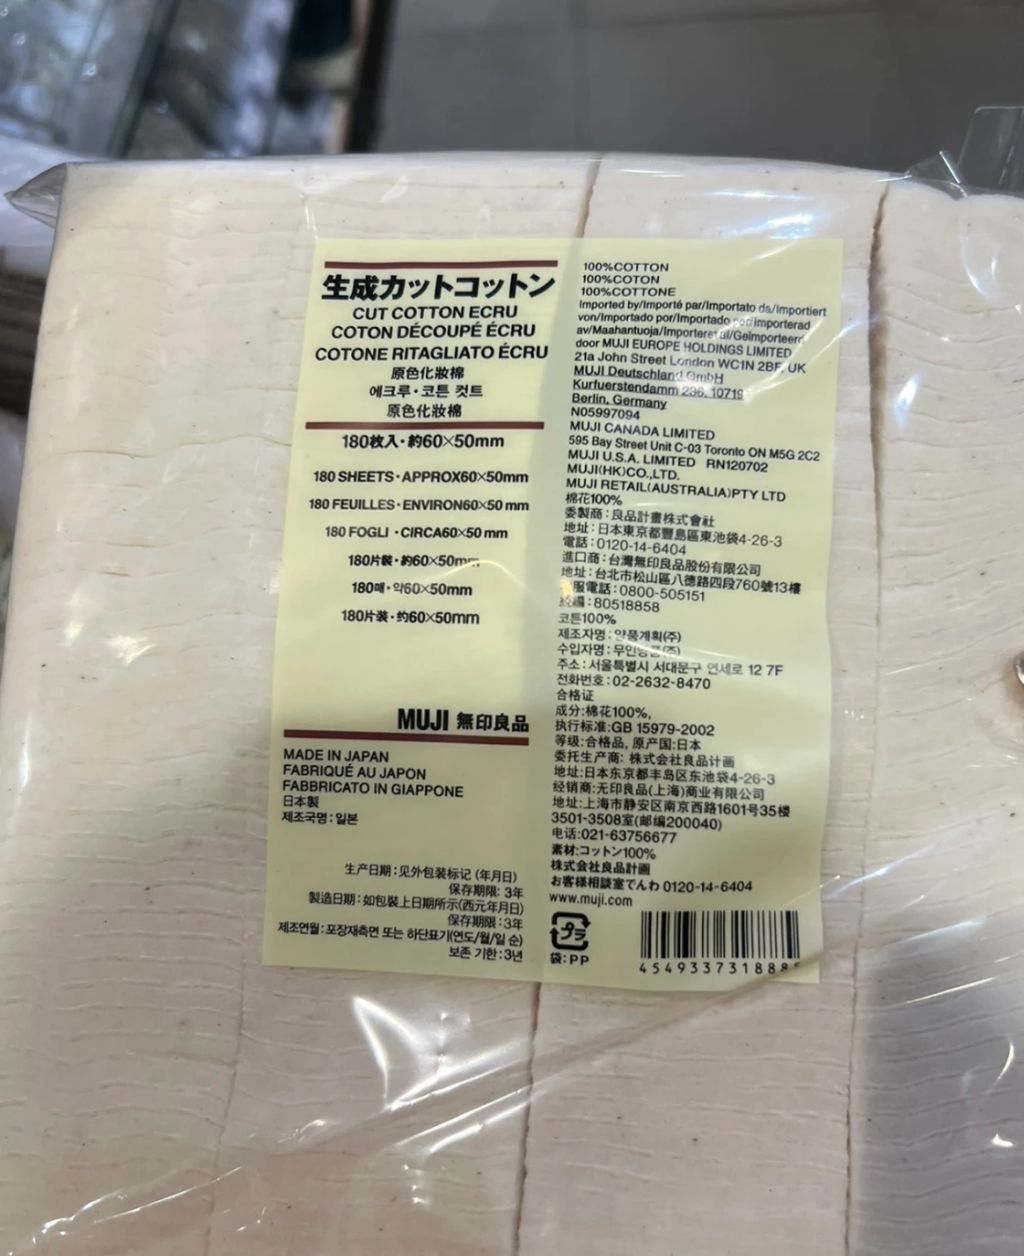 生成カットコットン
CUT COTTON ECRU
COTON DÉCOUPÉ ÉCRU
COTONE RITAGLIATO ÉCRU
原色化妝棉
에크루·코튼 컷트
原色化妝棉
180枚入・約60×50mm
180 SHEETS・APPROX60×50mm
180 FEUILLES・ENVIRON60×50 mm
180 FOGLI ・CIRCA60×50 mm
180片裝・約60×50mm
180매・약60×50mm
180片装・约60×50mm
MUJI 無印良品
MADE IN JAPAN
FABRIQUÉ AU JAPON
FABBRICATO IN GIAPPONE
日本製
제조국명:일본
生产日期:见外包装标记 (年月日)
保存期限: 3年
製造日期:如包裝上日期所示(西元年月日)
保存期限:3年
제조연월:포장재측면 또는 하단표기(연도/월/일 순)
보존 기한:3년
100%COTTON
100%COTON
100%COTTONE
Imported by/Importé par/Importato da/Importiert
von/Importado por/Importado por/Importerad
av/Maahantuoja/Importeret af/Geïmporteerd
door MUJI EUROPE HOLDINGS LIMITED
21a John Street London WC1N 2BF, UK
MUJI Deutschland GmbH
Kurfuerstendamm 236, 10719
Berlin, Germany
N05997094
MUJI CANADA LIMITED
595 Bay Street Unit C-03 Toronto ON M5G 2C2
MUJI U.S.A. LIMITED RN120702
MUJI(HK)CO.,LTD.
MUJI RETAIL(AUSTRALIA)PTY LTD
棉花100%
委製商:良品計畫株式會社
地址:日本東京都豐島區東池袋4-26-3
電話:0120-14-6404
進口商:台灣無印良品股份有限公司
地址:台北市松山區八德路四段760號13樓
服電話:0800-505151
統編:80518858
코튼100%
제조자명:양품계획(주)
수입자명:무인양품(주)
주소:서울특별시 서대문구 연세로 12 7F
전화번호:02-2632-8470
合格证
成分:棉花100%,
执行标准:GB 15979-2002
等级:合格品, 原产国:日本
委托生产商: 株式会社良品计画
地址:日本东京都丰岛区东池袋4-26-3
经销商:无印良品(上海)商业有限公司
地址:上海市静安区南京西路1601号35楼
3501-3508室(邮编200040)
电话:021-63756677
素材:コットン100%
株式会社良品計画
お客様相談室でんわ 0120-14-6404
www.muji.com
プラ
袋:PP
454933731888